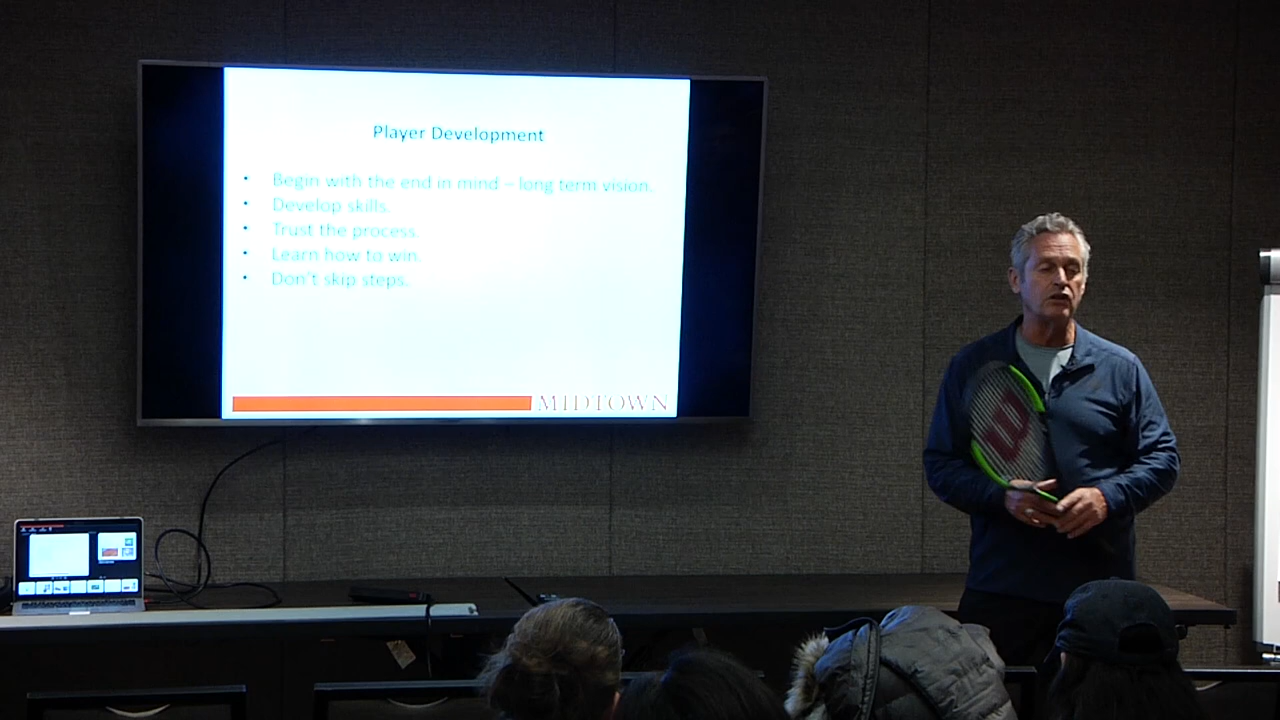 Player Development
• Begin with the end in mind – long term vision.
• Develop skills.
• Trust the process.
• Learn how to win.
• Don't skip steps.
MIDTOWN
W